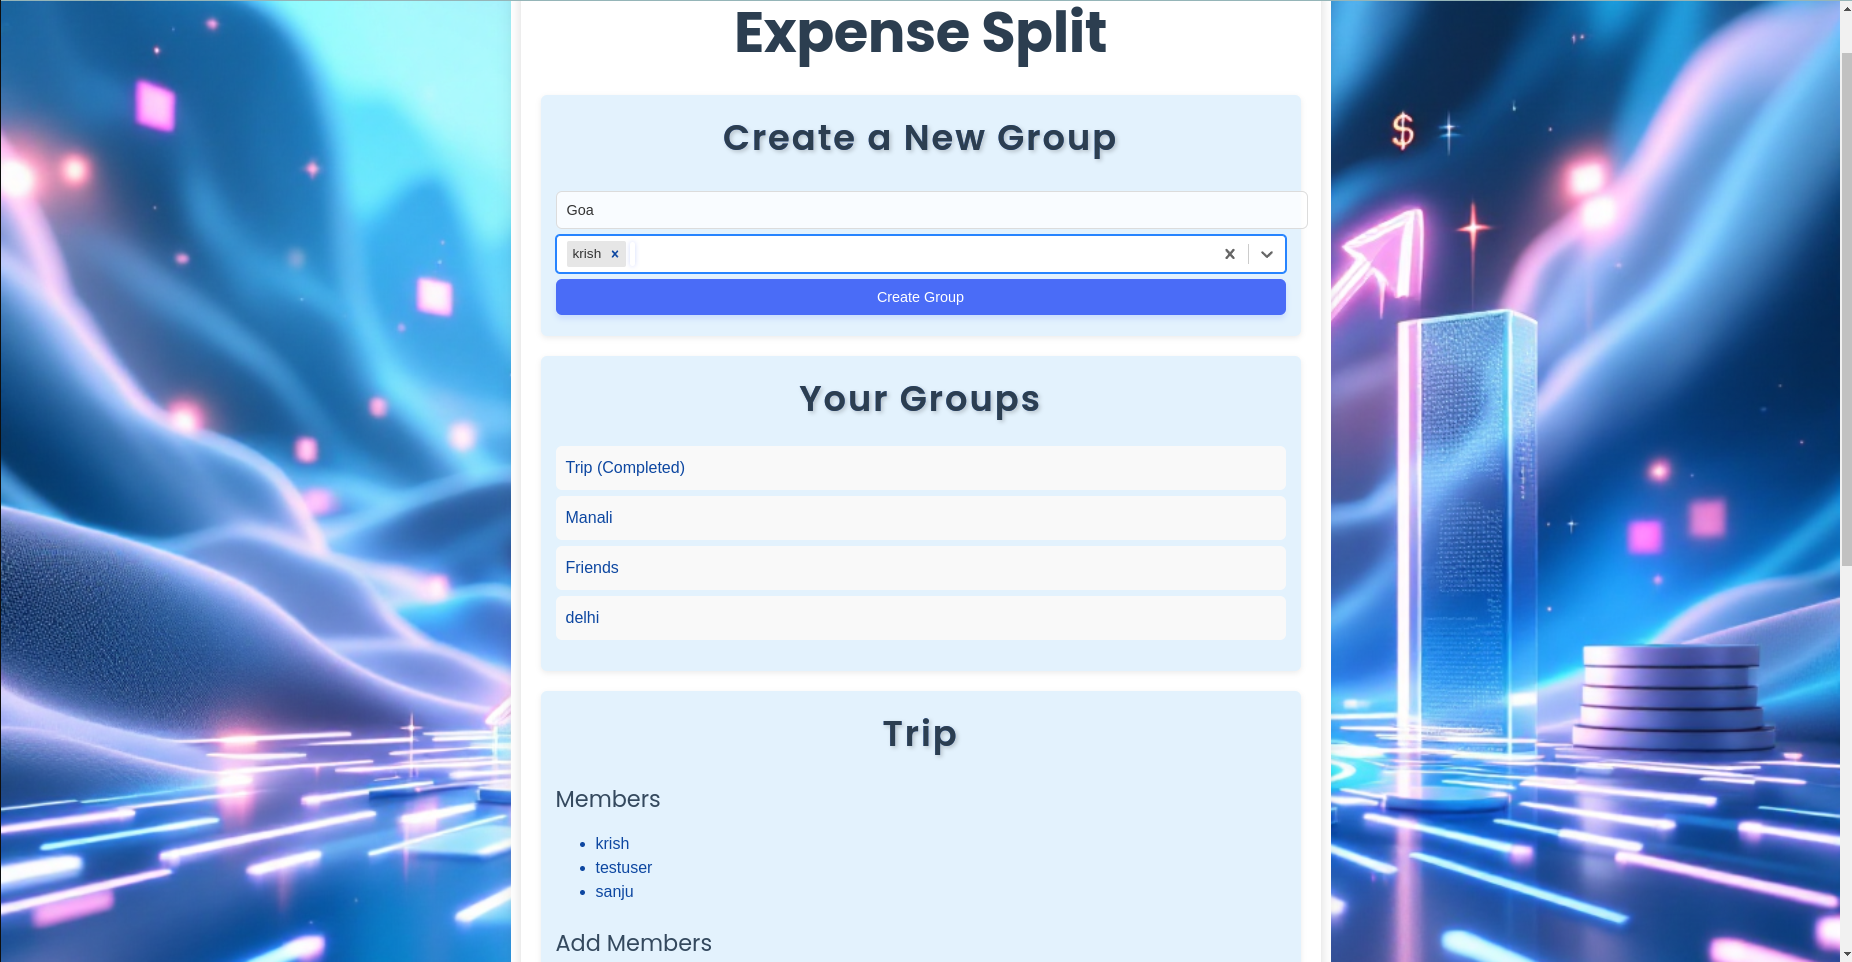 Expense Split
Create a New Group
Goa
krish
Create Group
Your Groups
Trip (Completed)
Manali
Friends
delhi
Trip
Members
krish
testuser
sanju
Add Members
$